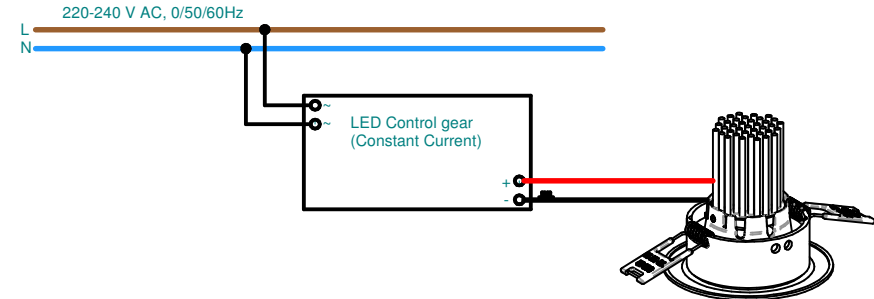 220-240 V AC, 0/50/60Hz
L
N
~
~
LED Control gear
(Constant Current)
+
-